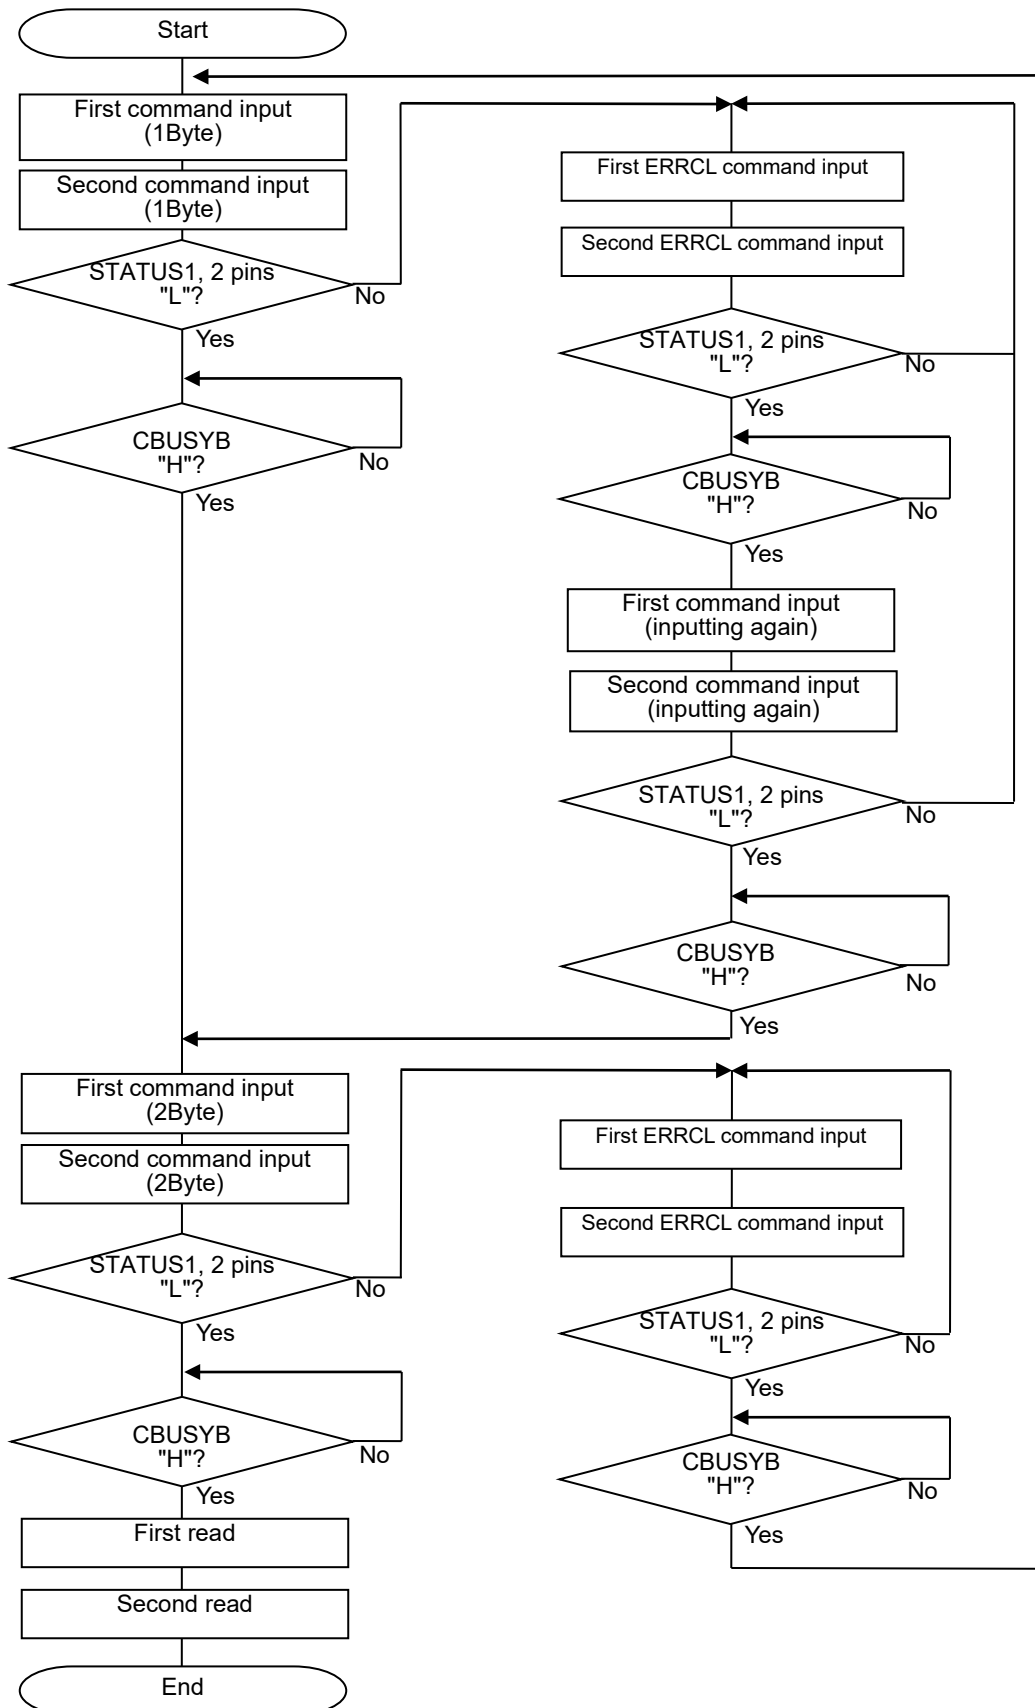 Start
First command input
(1Byte)
Second command input
(1Byte)
STATUS1, 2 pins
"L"?
No
Yes
CBUSYB
"H"?
No
Yes
First ERRCL command input
Second ERRCL command input
STATUS1, 2 pins
"L"?
No
Yes
CBUSYB
"H"?
No
Yes
First command input
(inputting again)
Second command input
(inputting again)
STATUS1, 2 pins
"L"?
No
Yes
CBUSYB
"H"?
No
Yes
First command input
(2Byte)
Second command input
(2Byte)
STATUS1, 2 pins
"L"?
No
Yes
CBUSYB
"H"?
No
Yes
First read
Second read
End
First ERRCL command input
Second ERRCL command input
STATUS1, 2 pins
"L"?
No
Yes
CBUSYB
"H"?
No
Yes